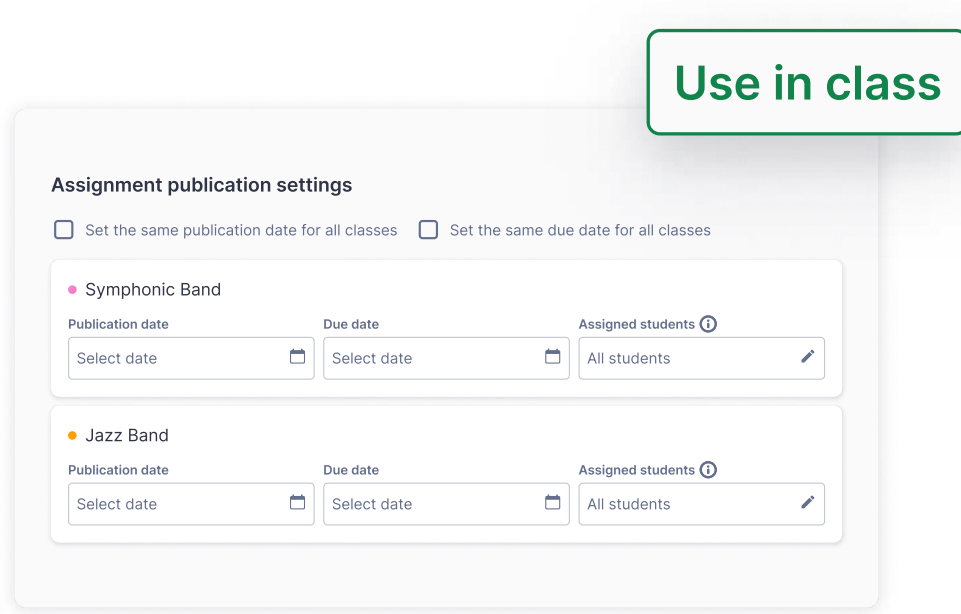 Use in class
Assignment publication settings
Set the same publication date for all classes Set the same due date for all classes
Symphonic Band
Publication date Due date Assigned students
Select date Select date All students
Jazz Band
Publication date Due date Assigned students
Select date Select date All students